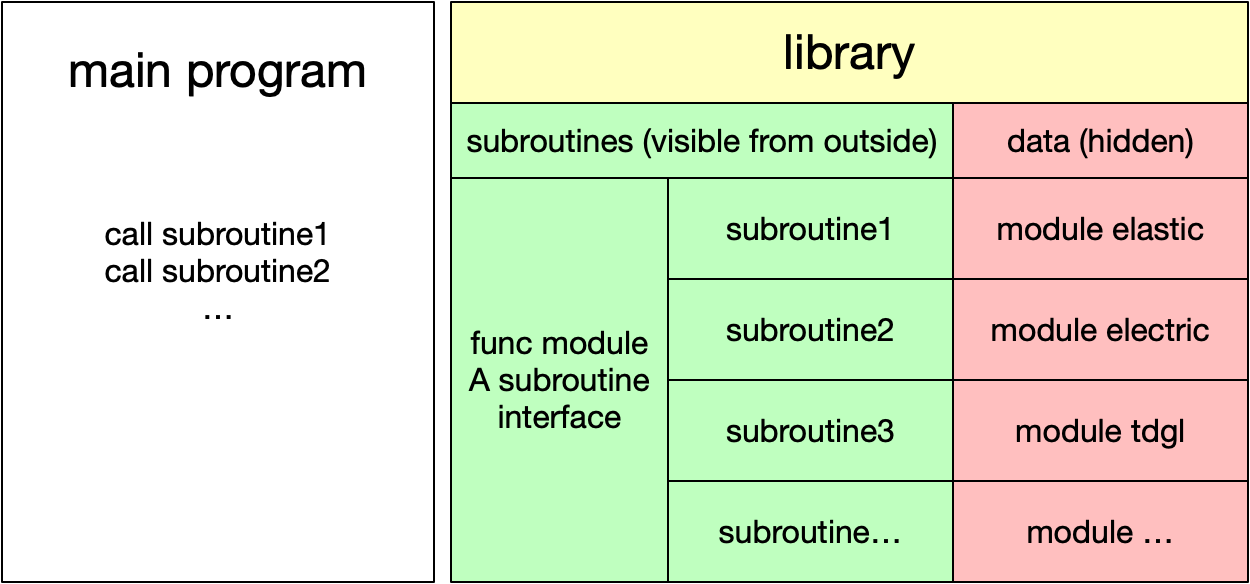 main program
call subroutine1
call subroutine2
…
library
subroutines (visible from outside)
data (hidden)
func module
A subroutine
interface
subroutine1
module elastic
subroutine2
module electric
subroutine3
module tdgl
subroutine…
module …